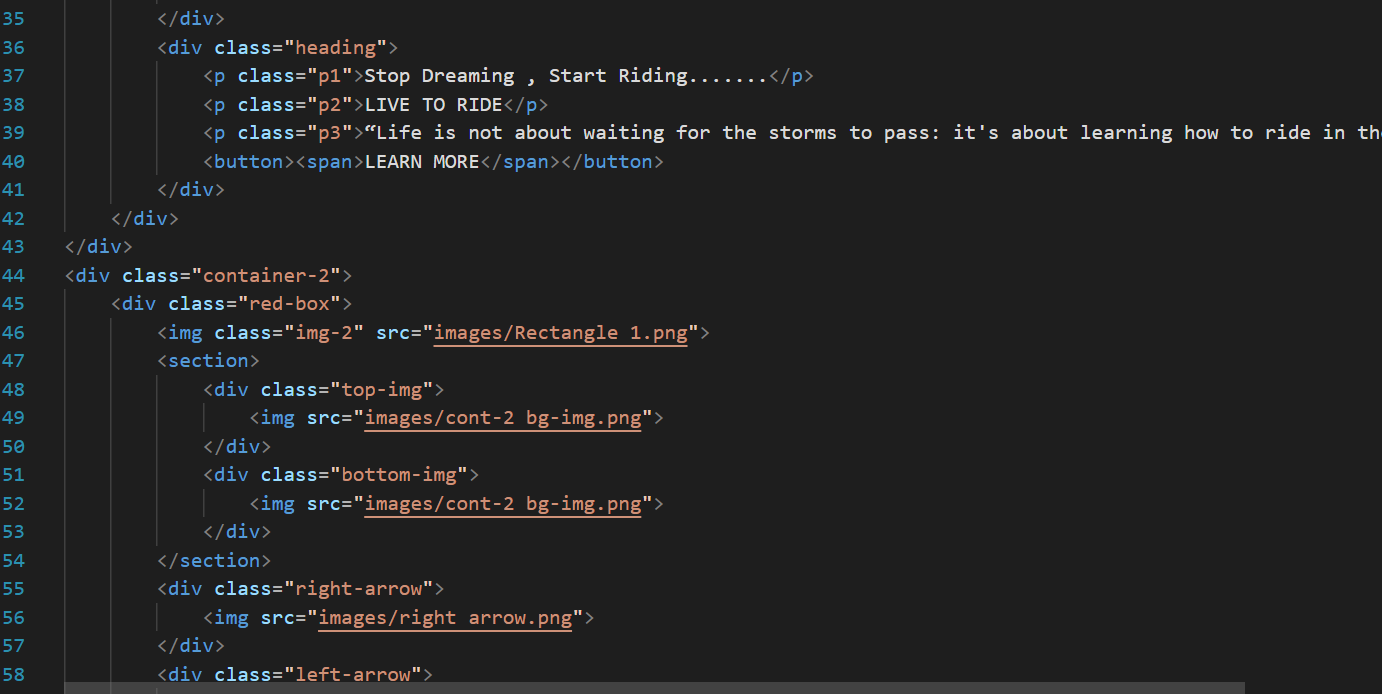 35 </div>
36 <div class="heading">
37 <p class="p1">Stop Dreaming , Start Riding.......</p>
38 <p class="p2">LIVE TO RIDE</p>
39 <p class="p3">“Life is not about waiting for the storms to pass: it's about learning how to ride in
40 <button><span>LEARN MORE</span></button>
41 </div>
42 </div>
43 </div>
44 <div class="container-2">
45 <div class="red-box">
46 <img class="img-2" src="images/Rectangle 1.png">
47 <section>
48 <div class="top-img">
49 <img src="images/cont-2 bg-img.png">
50 </div>
51 <div class="bottom-img">
52 <img src="images/cont-2 bg-img.png">
53 </div>
54 </section>
55 <div class="right-arrow">
56 <img src="images/right arrow.png">
57 </div>
58 <div class="left-arrow">